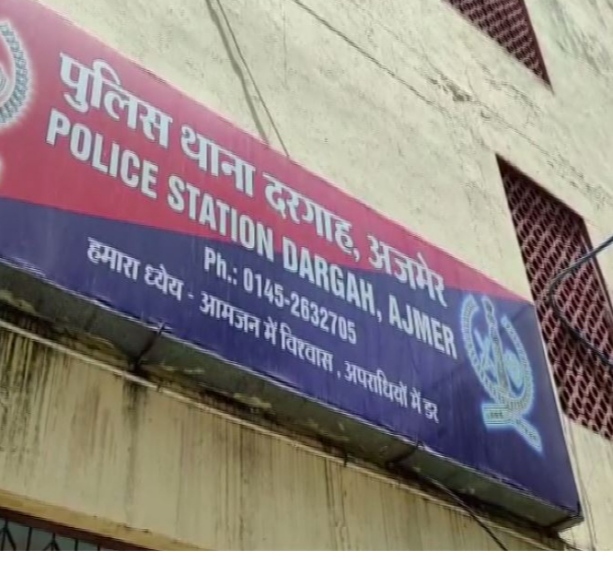 पुलिस थाना दरगाह, अजमेर
POLICE STATION DARGAH, AJMER
Ph.: 0145-2632705
हमारा ध्येय - आमजन में विश्वास , अपराधियों में डर